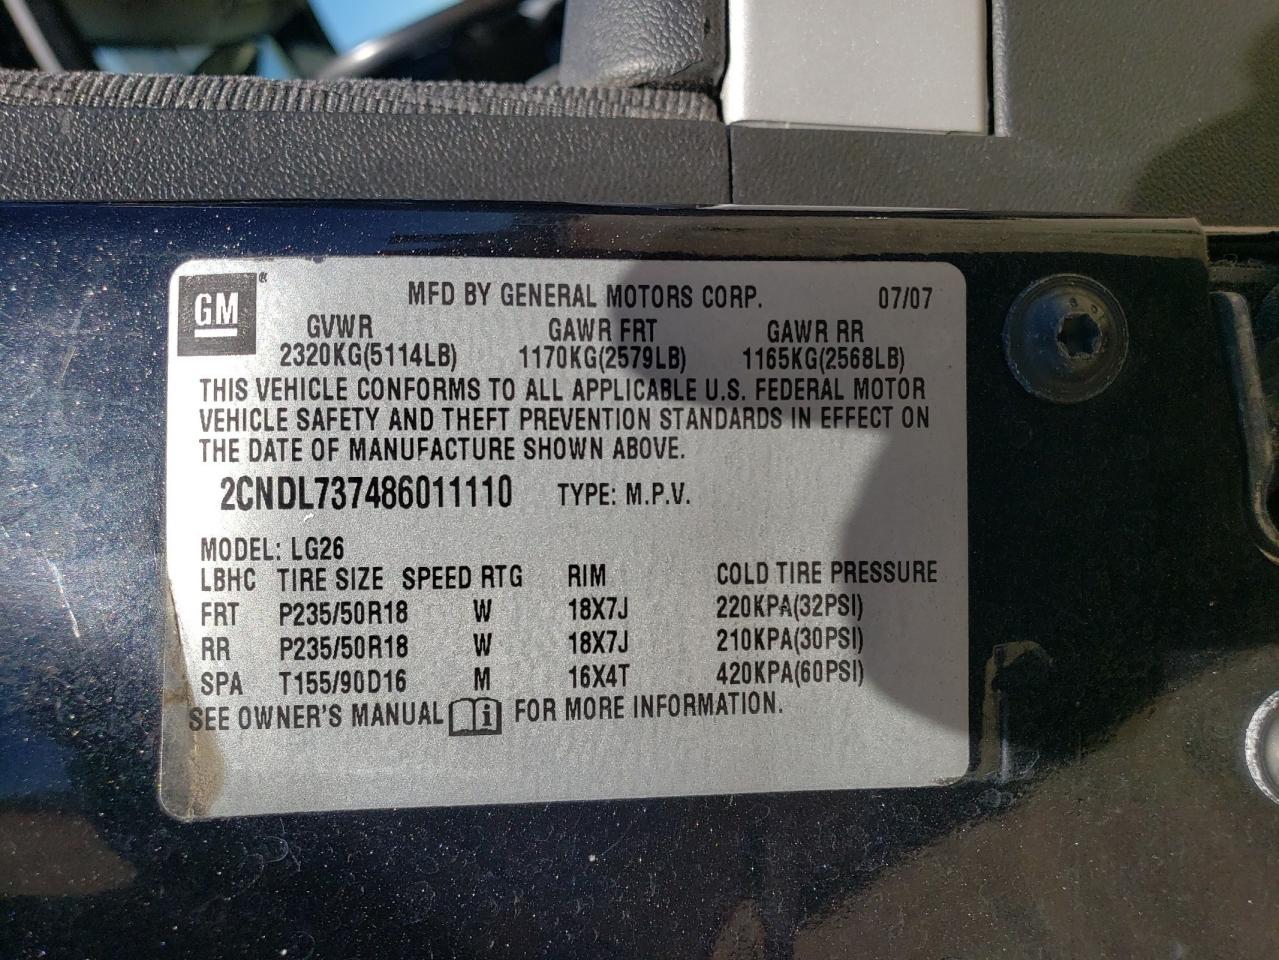 GM ®
MFD BY GENERAL MOTORS CORP. 07/07
GVWR GAWR FRT GAWR RR
2320KG(5114LB) 1170KG(2579LB) 1165KG(2568LB)
THIS VEHICLE CONFORMS TO ALL APPLICABLE U.S. FEDERAL MOTOR
VEHICLE SAFETY AND THEFT PREVENTION STANDARDS IN EFFECT ON
THE DATE OF MANUFACTURE SHOWN ABOVE.
2CNDL737486011110 TYPE: M.P.V.
MODEL: LG26
LBHC TIRE SIZE SPEED RTG RIM COLD TIRE PRESSURE
FRT P235/50R18 W 18X7J 220KPA(32PSI)
RR P235/50R18 W 18X7J 210KPA(30PSI)
SPA T155/90D16 M 16X4T 420KPA(60PSI)
SEE OWNER'S MANUAL i FOR MORE INFORMATION.